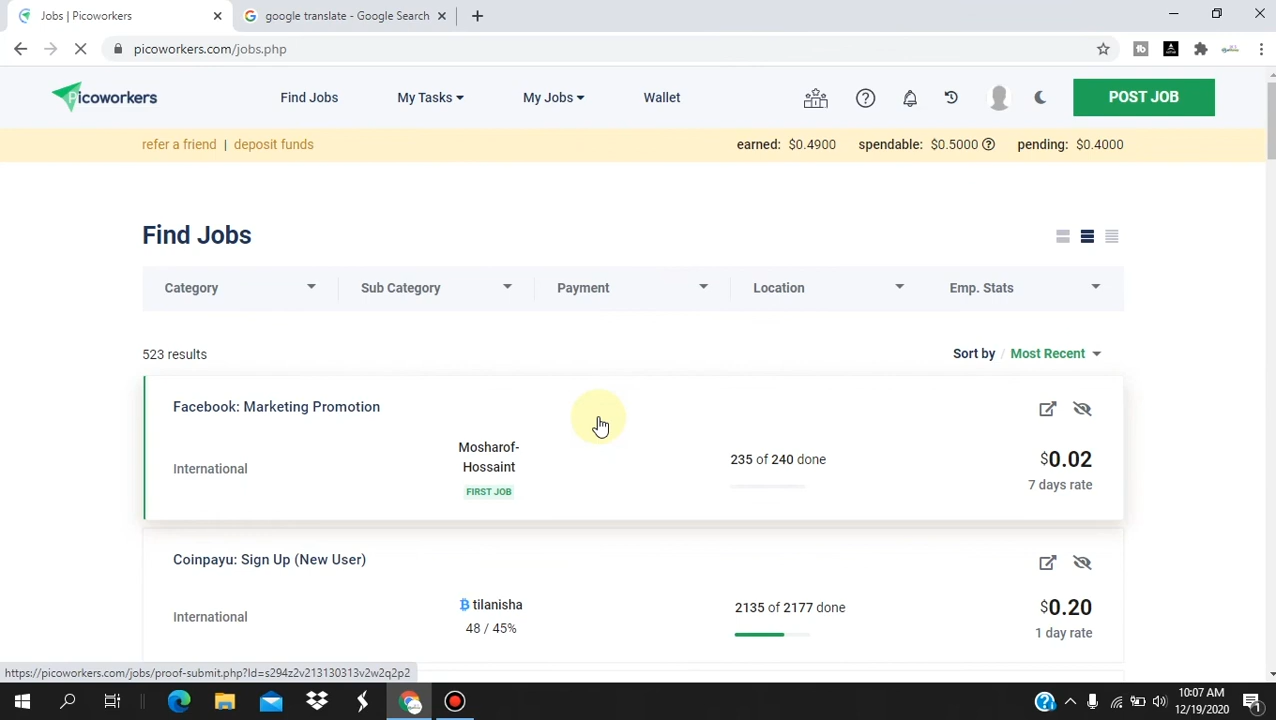 Jobs | Picoworkers
google translate - Google Search
picoworkers.com/jobs.php
Picoworkers
Find Jobs
My Tasks
My Jobs
Wallet
POST JOB
refer a friend | deposit funds
earned: $0.4900 spendable: $0.5000 pending: $0.4000
Find Jobs
Category
Sub Category
Payment
Location
Emp. Stats
523 results
Sort by / Most Recent
Facebook: Marketing Promotion
International
Mosharof-
Hossaint
FIRST JOB
235 of 240 done
$0.02
7 days rate
Coinpayu: Sign Up (New User)
International
tilanisha
48 / 45%
2135 of 2177 done
$0.20
1 day rate
https://picoworkers.com/jobs/proof-submit.php?Id=s294z2v213130313v2w2q2p2
10:07 AM
12/19/2020
1